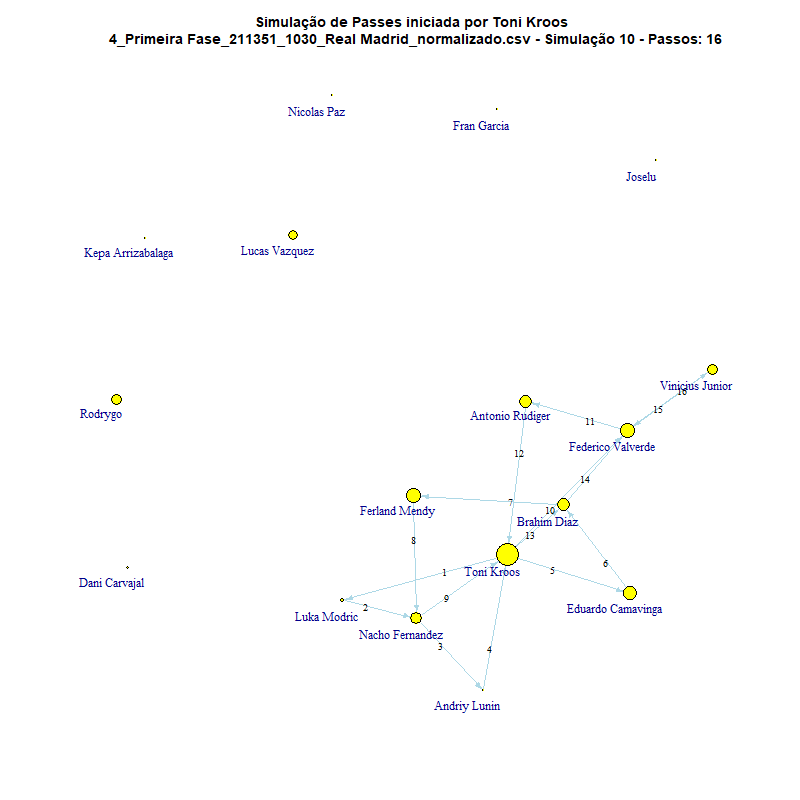 Simulação de Passes iniciada por Toni Kroos
4_Primeira Fase_211351_1030_Real Madrid_normalizado.csv - Simulação 10 - Passos: 16
Nicolas Paz
Fran Garcia
Joselu
Kepa Arrizabalaga
Lucas Vazquez
Vinicius Junior
16
15
Rodrygo
Antonio Rudiger
11
Federico Valverde
12
14
Ferland Mendy
7
10
Brahim Diaz
13
8
Toni Kroos
5
6
1
Dani Carvajal
9
2
Luka Modric
Eduardo Camavinga
Nacho Fernandez
3
4
Andriy Lunin